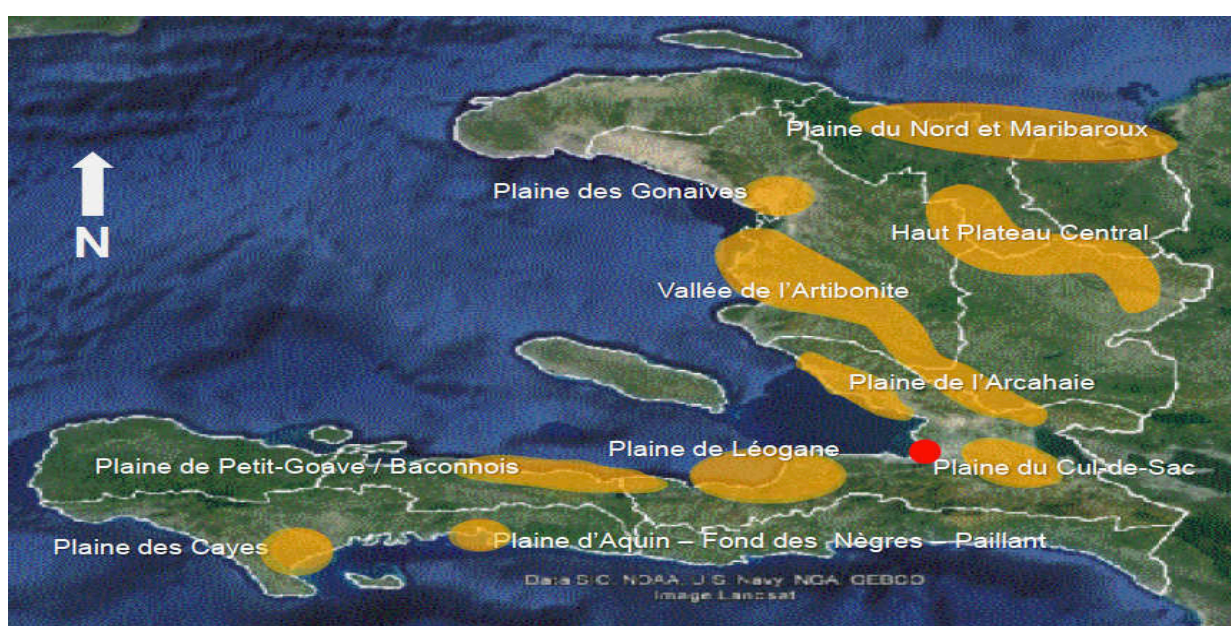 Plaine du Nord et Maribaroux
Plaine des Gonaives
Haut Plateau Central
Vallée de l'Artibonite
Plaine de l'Arcahaie
Plaine de Léogane
Plaine de Petit-Goave / Baconnois
Plaine du Cul-de-Sac
Plaine des Cayes
Plaine d'Aquin – Fond des Nègres – Paillant
N
Data SIO, NOAA, U.S. Navy, NGA, GEBCO
Image Landsat